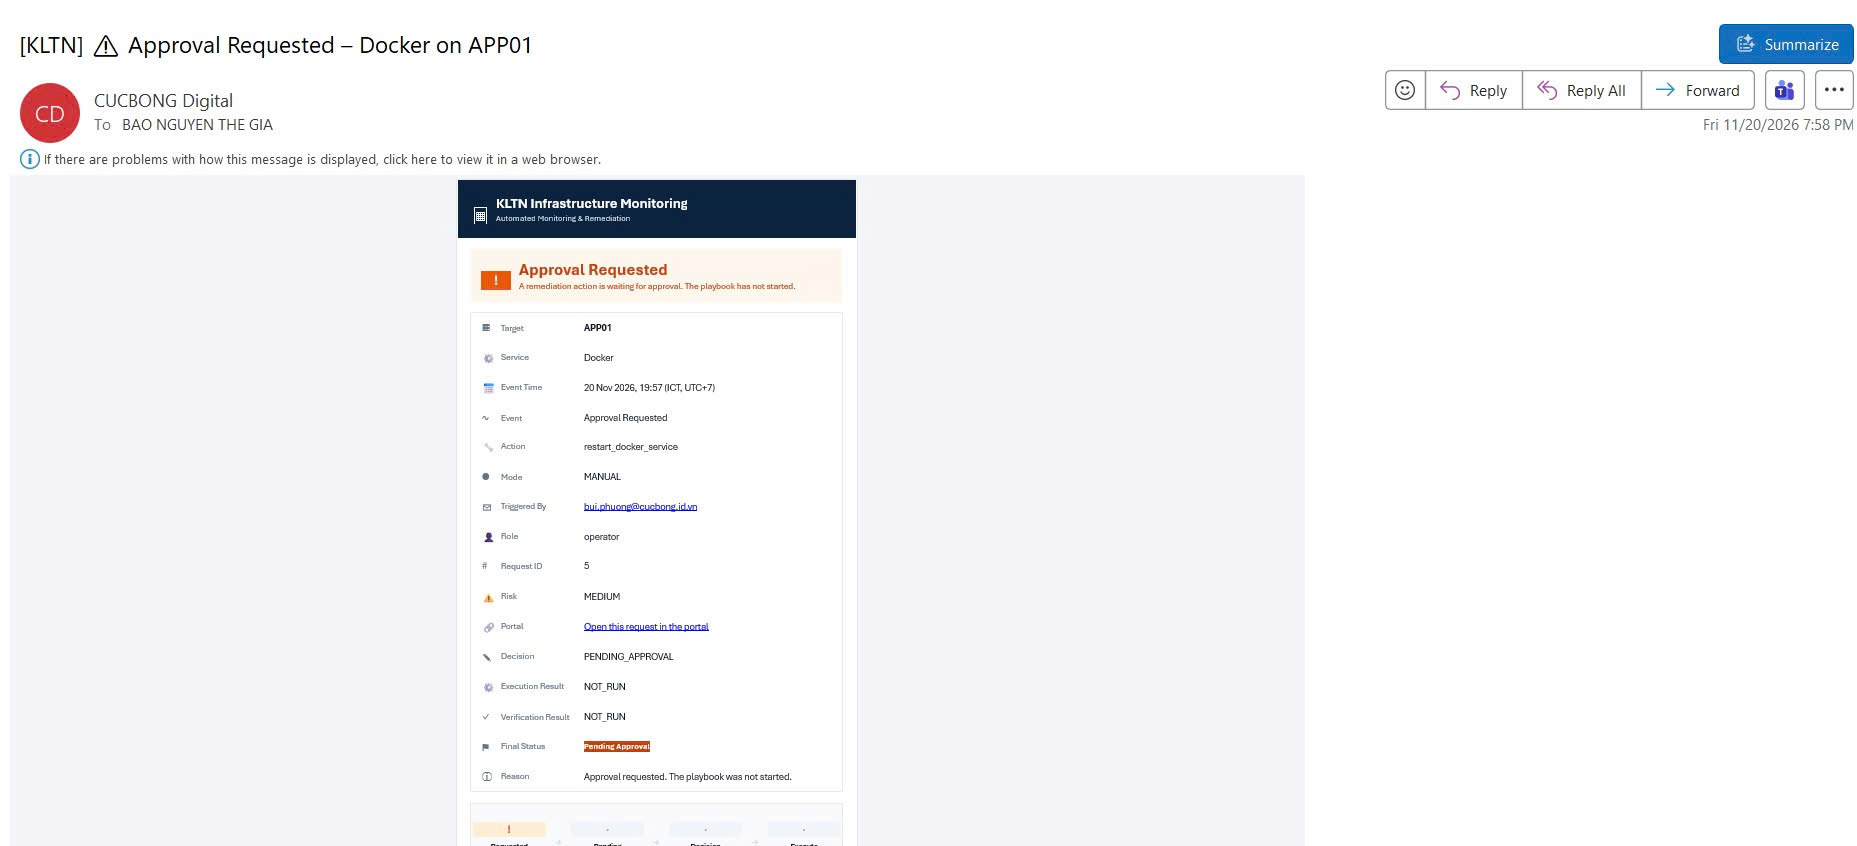 [KLTN] ⚠ Approval Requested – Docker on APP01
Summarize
CD
CUCBONG Digital
To BAO NGUYEN THE GIA
Reply
Reply All
Forward
Fri 11/20/2026 7:58 PM
If there are problems with how this message is displayed, click here to view it in a web browser.
KLTN Infrastructure Monitoring
Automated Monitoring & Remediation
!
Approval Requested
A remediation action is waiting for approval. The playbook has not started.
Target APP01
Service Docker
Event Time 20 Nov 2026, 19:57 (ICT, UTC+7)
Event Approval Requested
Action restart_docker_service
Mode MANUAL
Triggered By bui.phuong@cucbong.id.vn
Role operator
# Request ID 5
Risk MEDIUM
Portal Open this request in the portal
Decision PENDING_APPROVAL
Execution Result NOT_RUN
Verification Result NOT_RUN
Final Status Pending Approval
Reason Approval requested. The playbook was not started.
!
Requested Pending Decision Execute